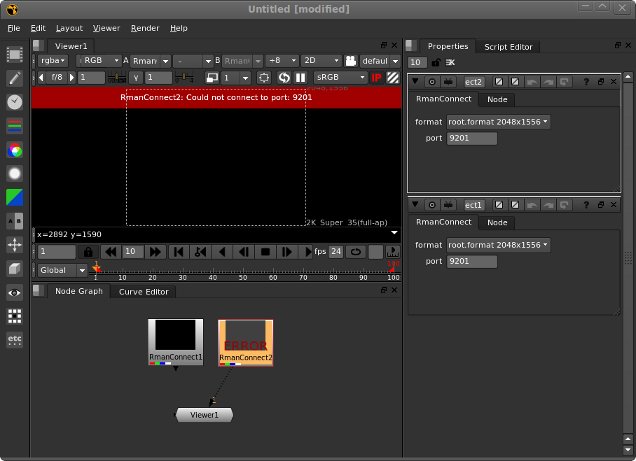 Untitled [modified]
File Edit Layout Viewer Render Help
Viewer1
rgba RGB A Rman - B Rman +8 2D defaul
f/8 1 γ 1 1 sRGB IP
RmanConnect2: Could not connect to port: 9201
2K_Super_35(full-ap)
x=2892 y=1590
1 10 fps 24
Global 1 10 20 30 40 50 60 70 80 90 100
Node Graph Curve Editor
ERROR
RmanConnect1 RmanConnect2
1
Viewer1
A B
etc
Properties Script Editor
10
ect2 ?
RmanConnect Node
format root.format 2048x1556
port 9201
ect1 ?
RmanConnect Node
format root.format 2048x1556
port 9201